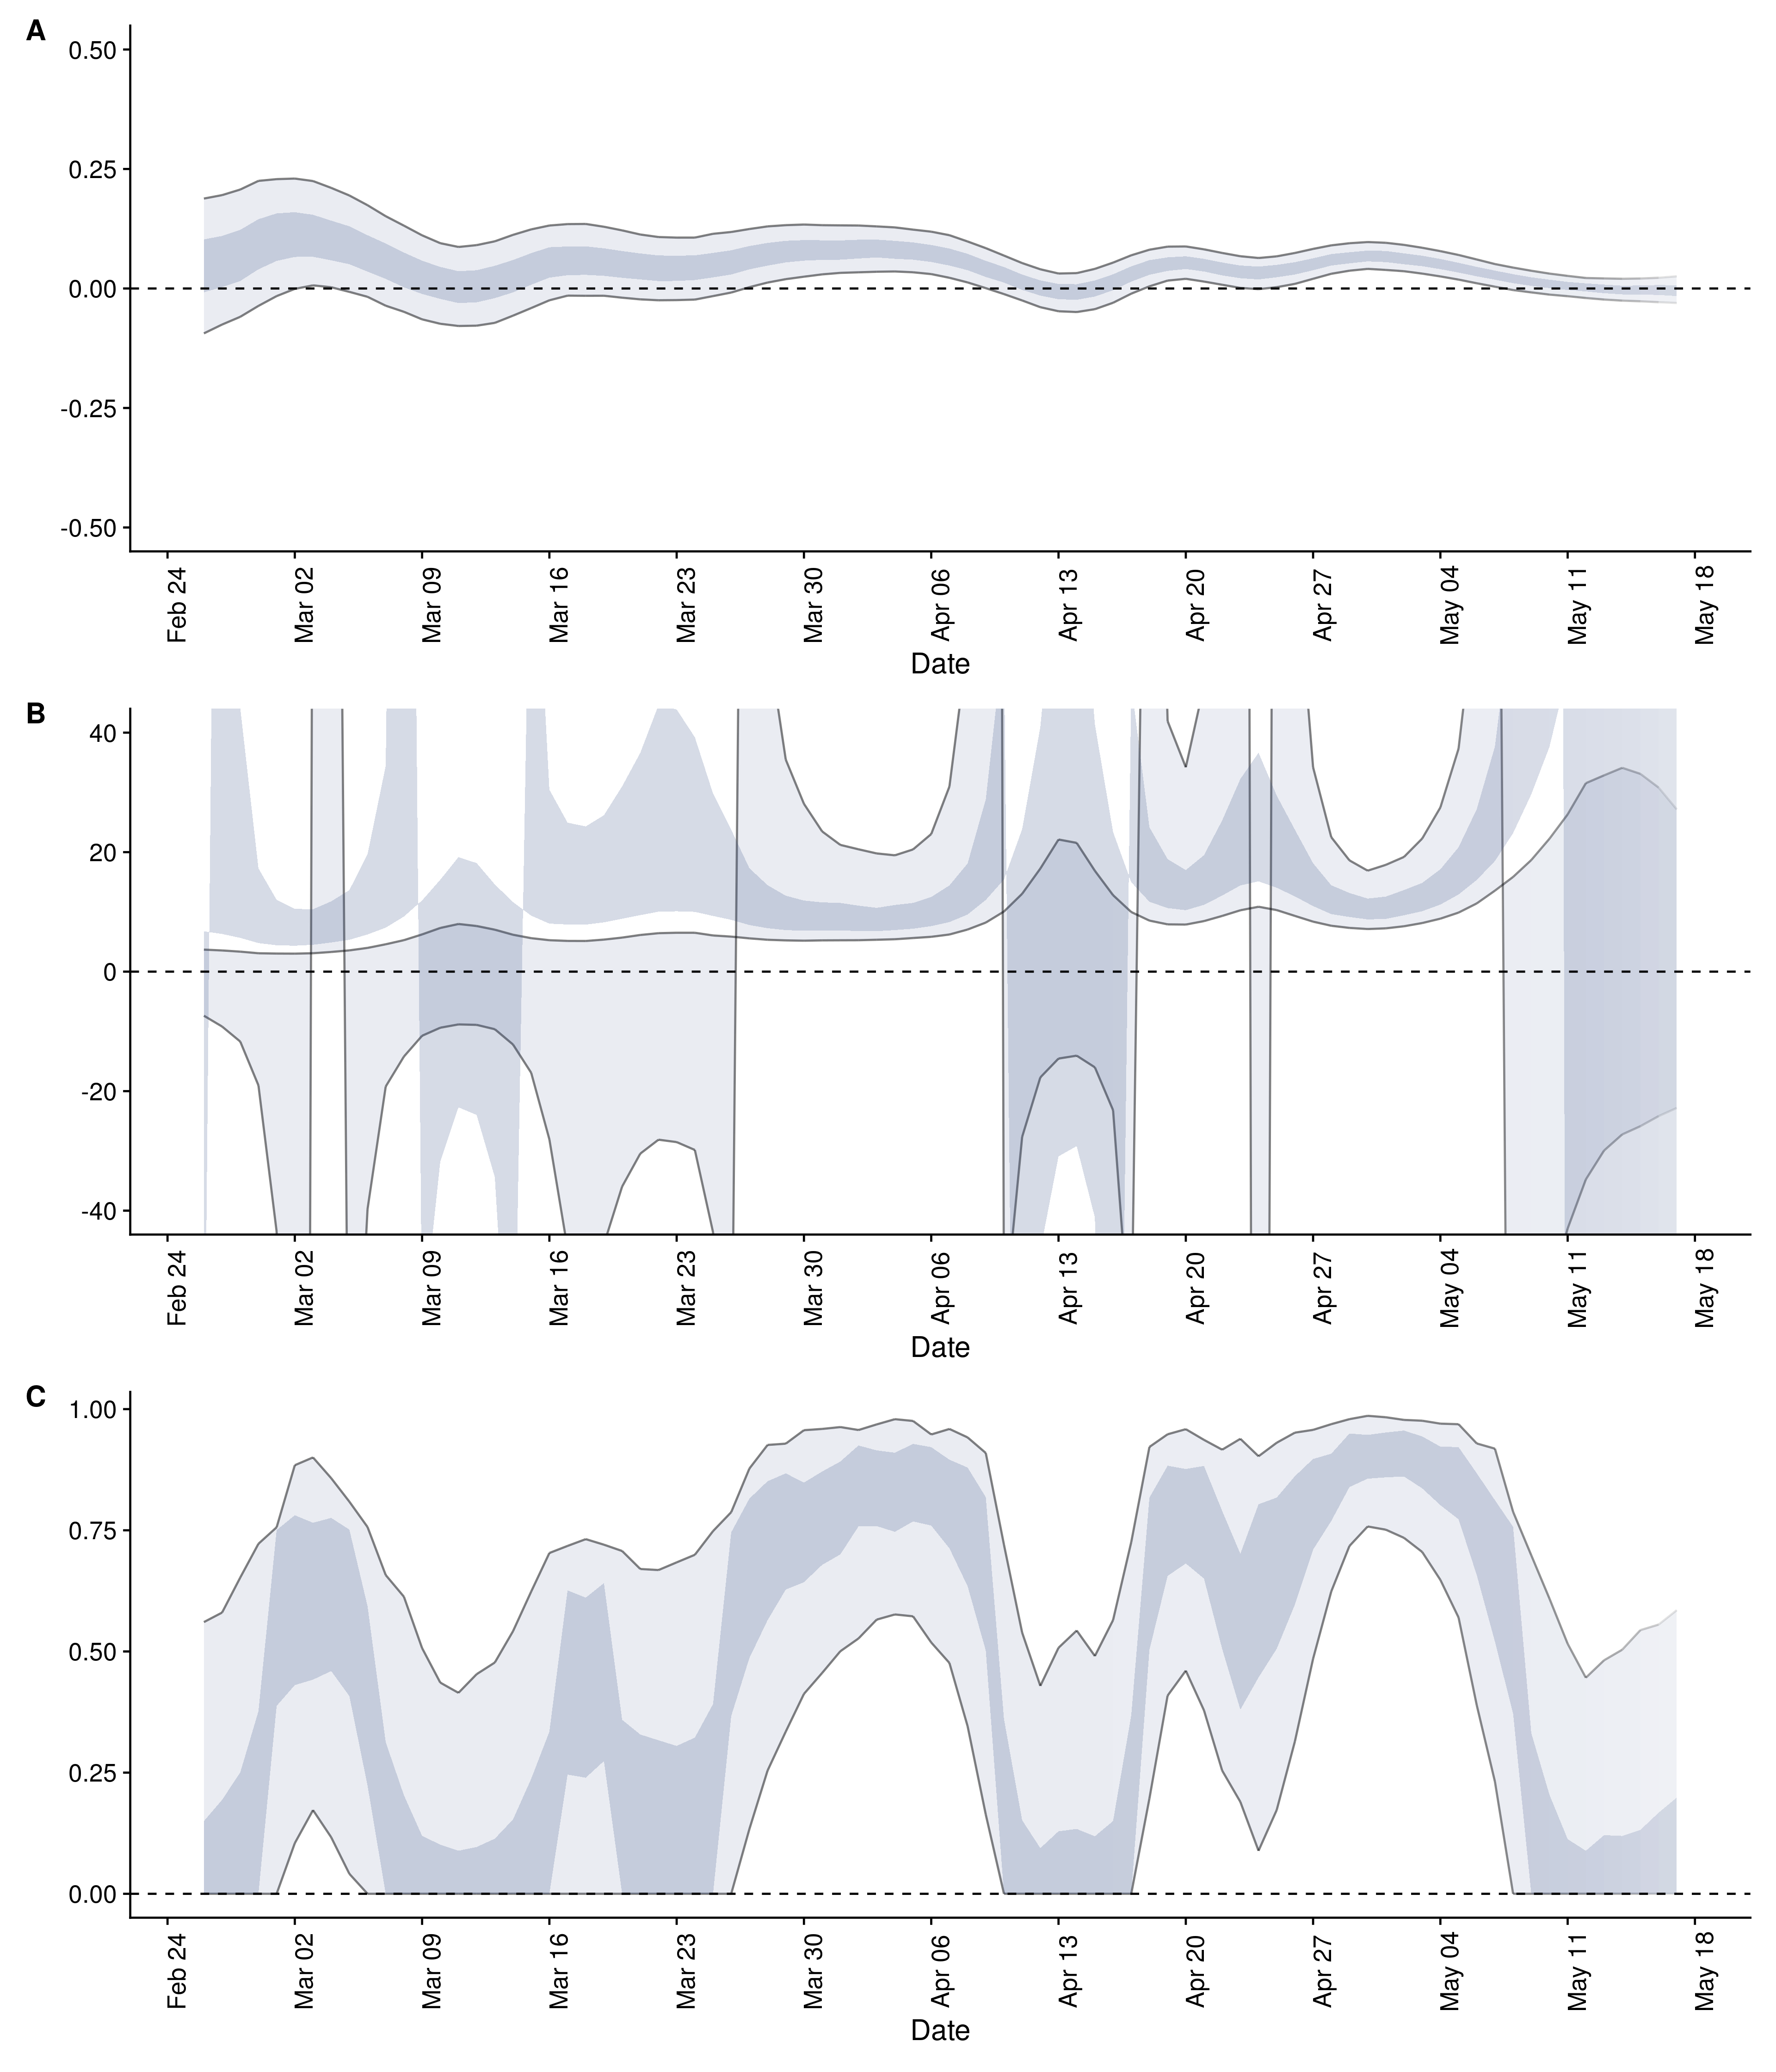 A
0.50
0.25
0.00
-0.25
-0.50
Feb 24
Mar 02
Mar 09
Mar 16
Mar 23
Mar 30
Apr 06
Apr 13
Apr 20
Apr 27
May 04
May 11
May 18
Date
B
40
20
0
-20
-40
Feb 24
Mar 02
Mar 09
Mar 16
Mar 23
Mar 30
Apr 06
Apr 13
Apr 20
Apr 27
May 04
May 11
May 18
Date
C
1.00
0.75
0.50
0.25
0.00
Feb 24
Mar 02
Mar 09
Mar 16
Mar 23
Mar 30
Apr 06
Apr 13
Apr 20
Apr 27
May 04
May 11
May 18
Date